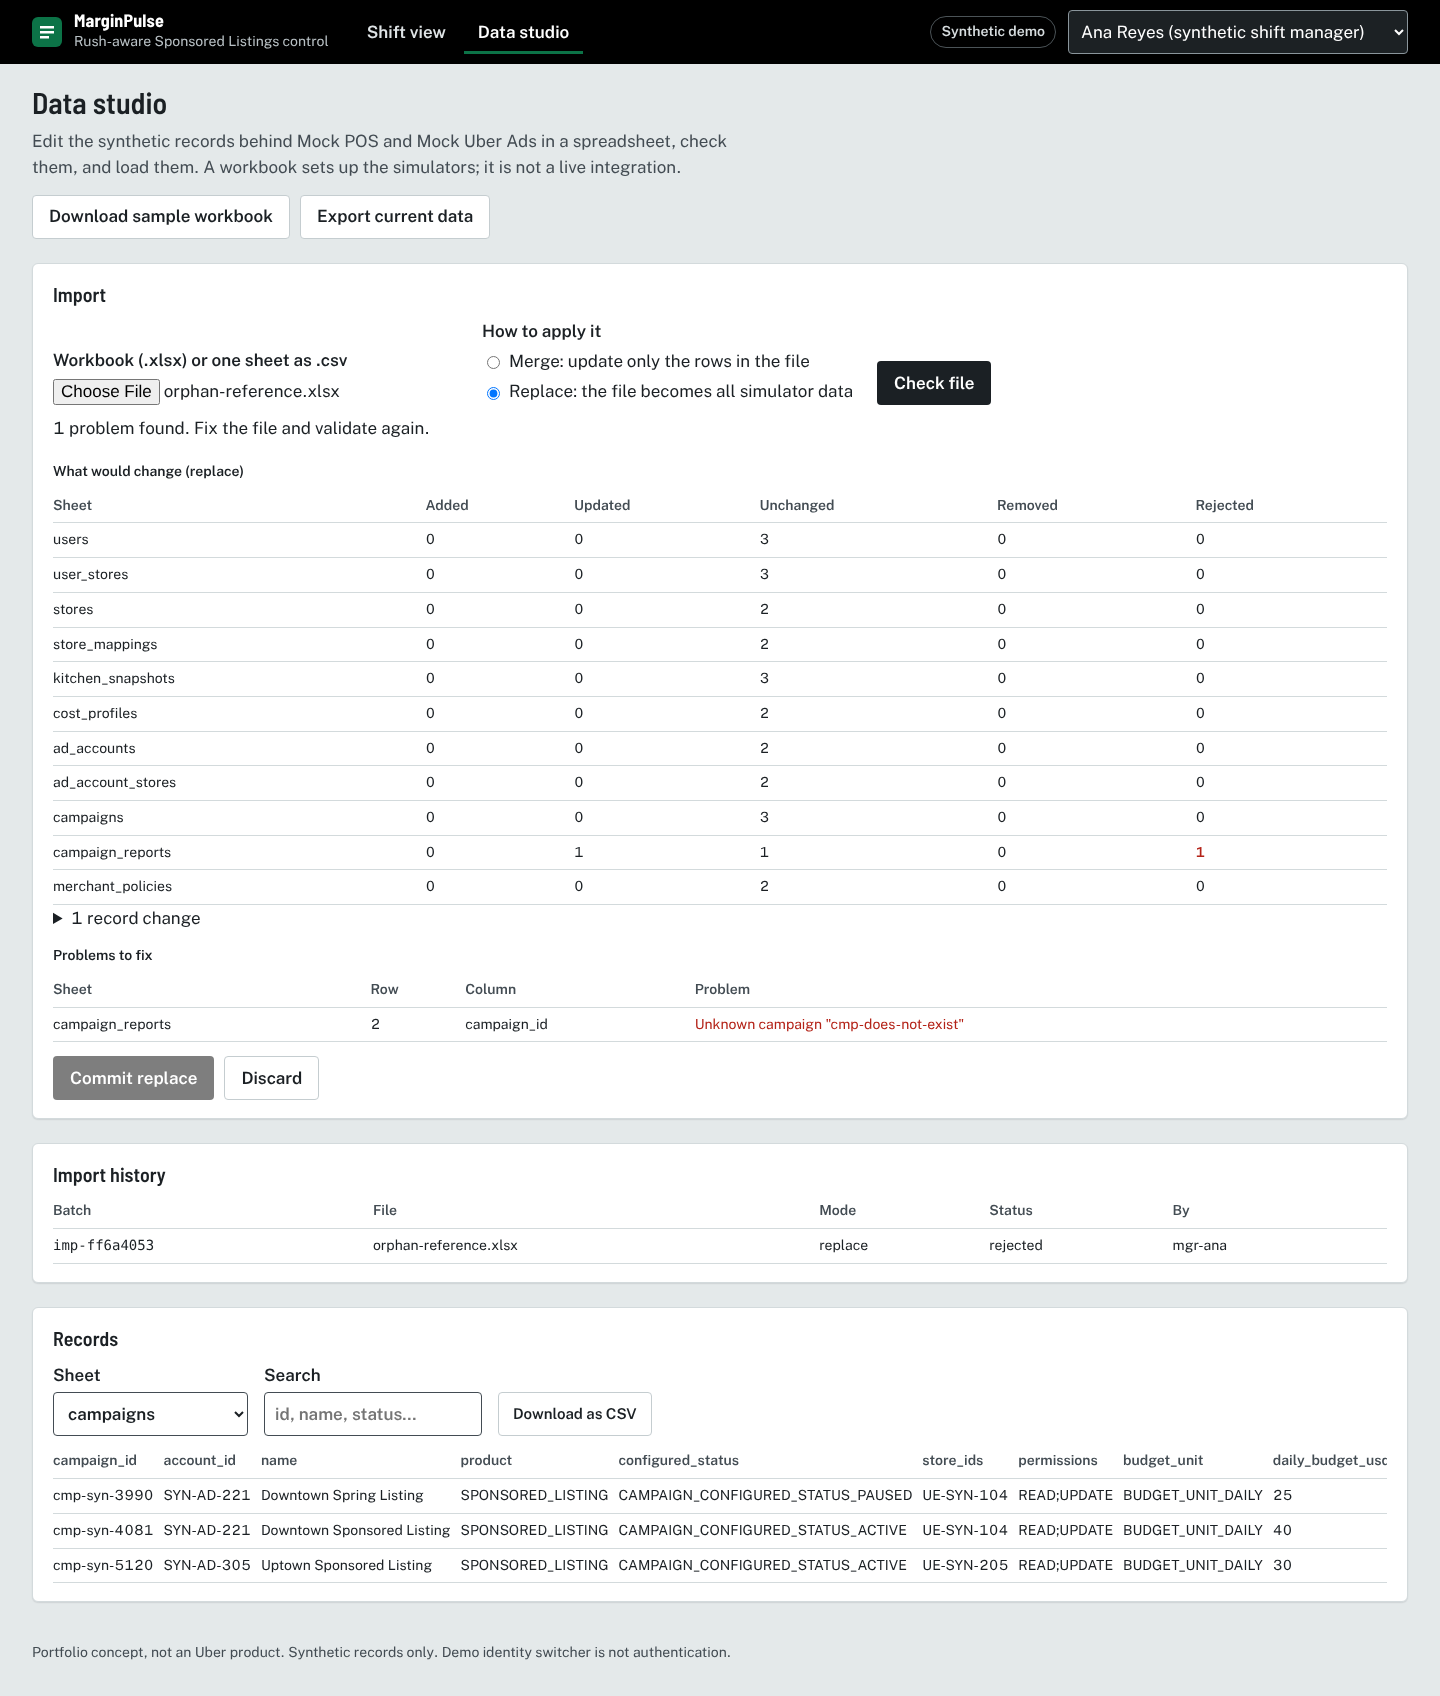 MarginPulse
Rush-aware Sponsored Listings control
Shift view
Data studio
Synthetic demo
Ana Reyes (synthetic shift manager)
Data studio
Edit the synthetic records behind Mock POS and Mock Uber Ads in a spreadsheet, check
them, and load them. A workbook sets up the simulators; it is not a live integration.
Download sample workbook
Export current data
Import
Workbook (.xlsx) or one sheet as .csv
Choose File orphan-reference.xlsx
How to apply it
Merge: update only the rows in the file
Replace: the file becomes all simulator data
Check file
1 problem found. Fix the file and validate again.
What would change (replace)
Sheet Added Updated Unchanged Removed Rejected
users 0 0 3 0 0
user_stores 0 0 3 0 0
stores 0 0 2 0 0
store_mappings 0 0 2 0 0
kitchen_snapshots 0 0 3 0 0
cost_profiles 0 0 2 0 0
ad_accounts 0 0 2 0 0
ad_account_stores 0 0 2 0 0
campaigns 0 0 3 0 0
campaign_reports 0 1 1 0 1
merchant_policies 0 0 2 0 0
1 record change
Problems to fix
Sheet Row Column Problem
campaign_reports 2 campaign_id Unknown campaign "cmp-does-not-exist"
Commit replace
Discard
Import history
Batch File Mode Status By
imp-ff6a4053 orphan-reference.xlsx replace rejected mgr-ana
Records
Sheet
campaigns
Search
id, name, status...
Download as CSV
campaign_id account_id name product configured_status store_ids permissions budget_unit daily_budget_usd
cmp-syn-3990 SYN-AD-221 Downtown Spring Listing SPONSORED_LISTING CAMPAIGN_CONFIGURED_STATUS_PAUSED UE-SYN-104 READ;UPDATE BUDGET_UNIT_DAILY 25
cmp-syn-4081 SYN-AD-221 Downtown Sponsored Listing SPONSORED_LISTING CAMPAIGN_CONFIGURED_STATUS_ACTIVE UE-SYN-104 READ;UPDATE BUDGET_UNIT_DAILY 40
cmp-syn-5120 SYN-AD-305 Uptown Sponsored Listing SPONSORED_LISTING CAMPAIGN_CONFIGURED_STATUS_ACTIVE UE-SYN-205 READ;UPDATE BUDGET_UNIT_DAILY 30
Portfolio concept, not an Uber product. Synthetic records only. Demo identity switcher is not authentication.